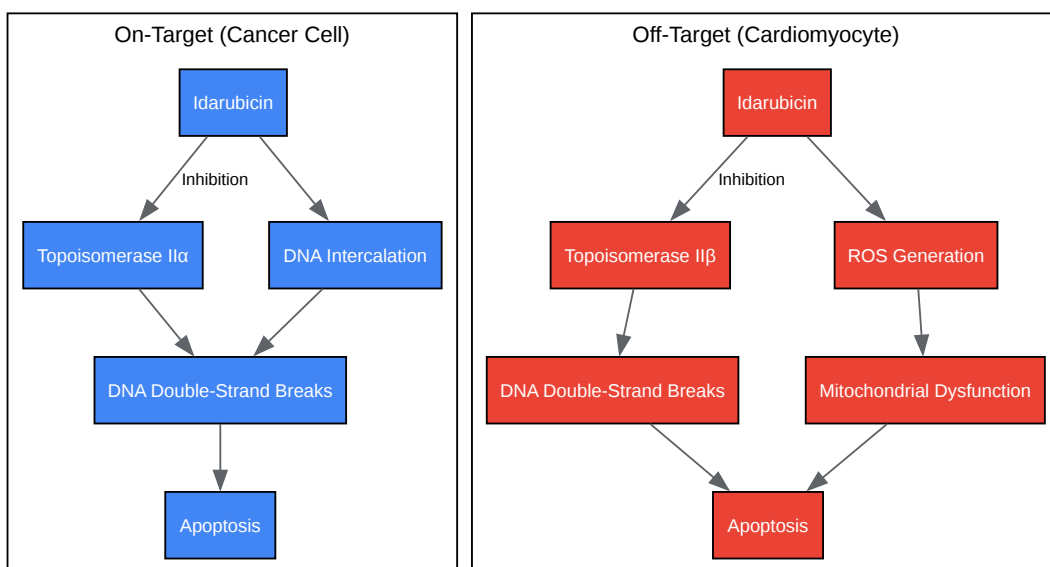 On-Target (Cancer Cell)
Idarubicin
Inhibition
Topoisomerase IIα
DNA Intercalation
DNA Double-Strand Breaks
Apoptosis
Off-Target (Cardiomyocyte)
Idarubicin
Inhibition
Topoisomerase IIβ
ROS Generation
DNA Double-Strand Breaks
Mitochondrial Dysfunction
Apoptosis